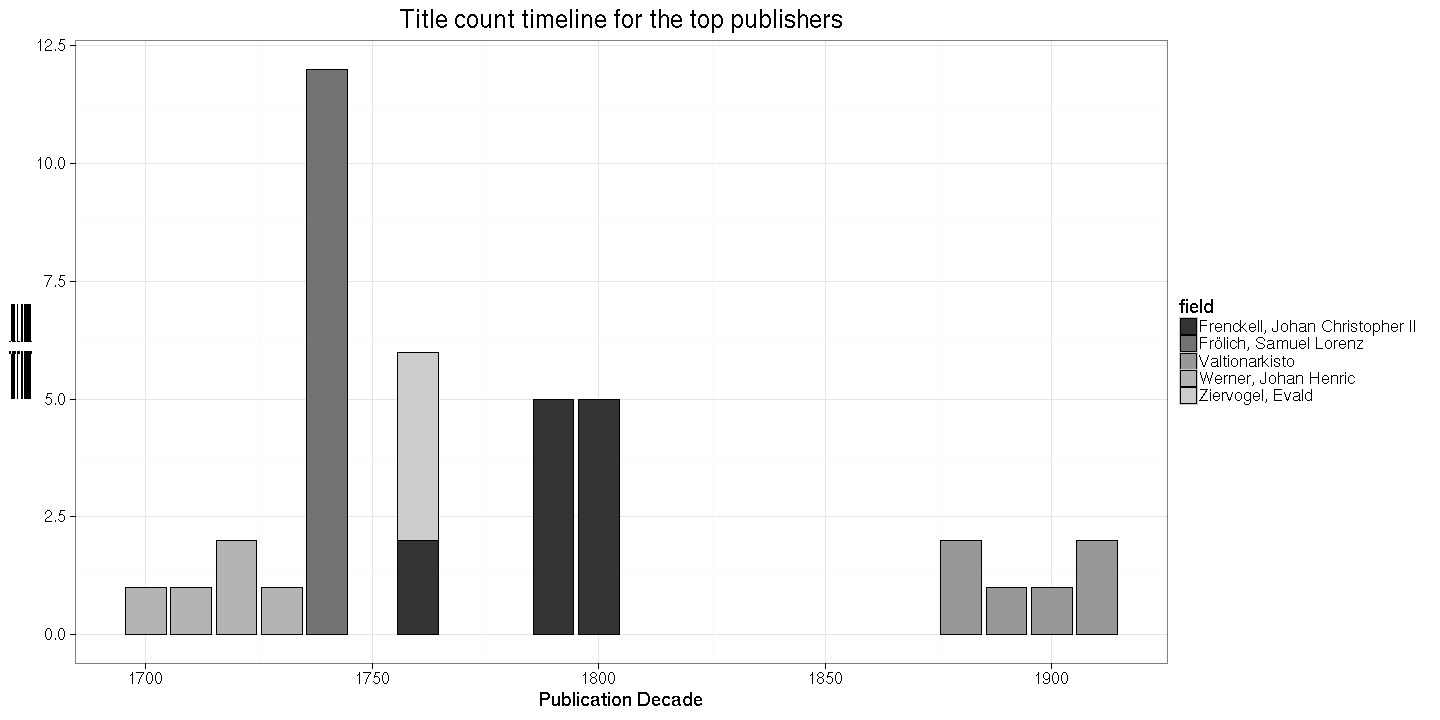 Title count timeline for the top publishers
12.5
10.0
7.5
5.0
2.5
0.0
1700 1750 1800 1850 1900
Publication Decade
field
Frenckell, Johan Christopher II
Frölich, Samuel Lorenz
Valtionarkisto
Werner, Johan Henric
Ziervogel, Evald